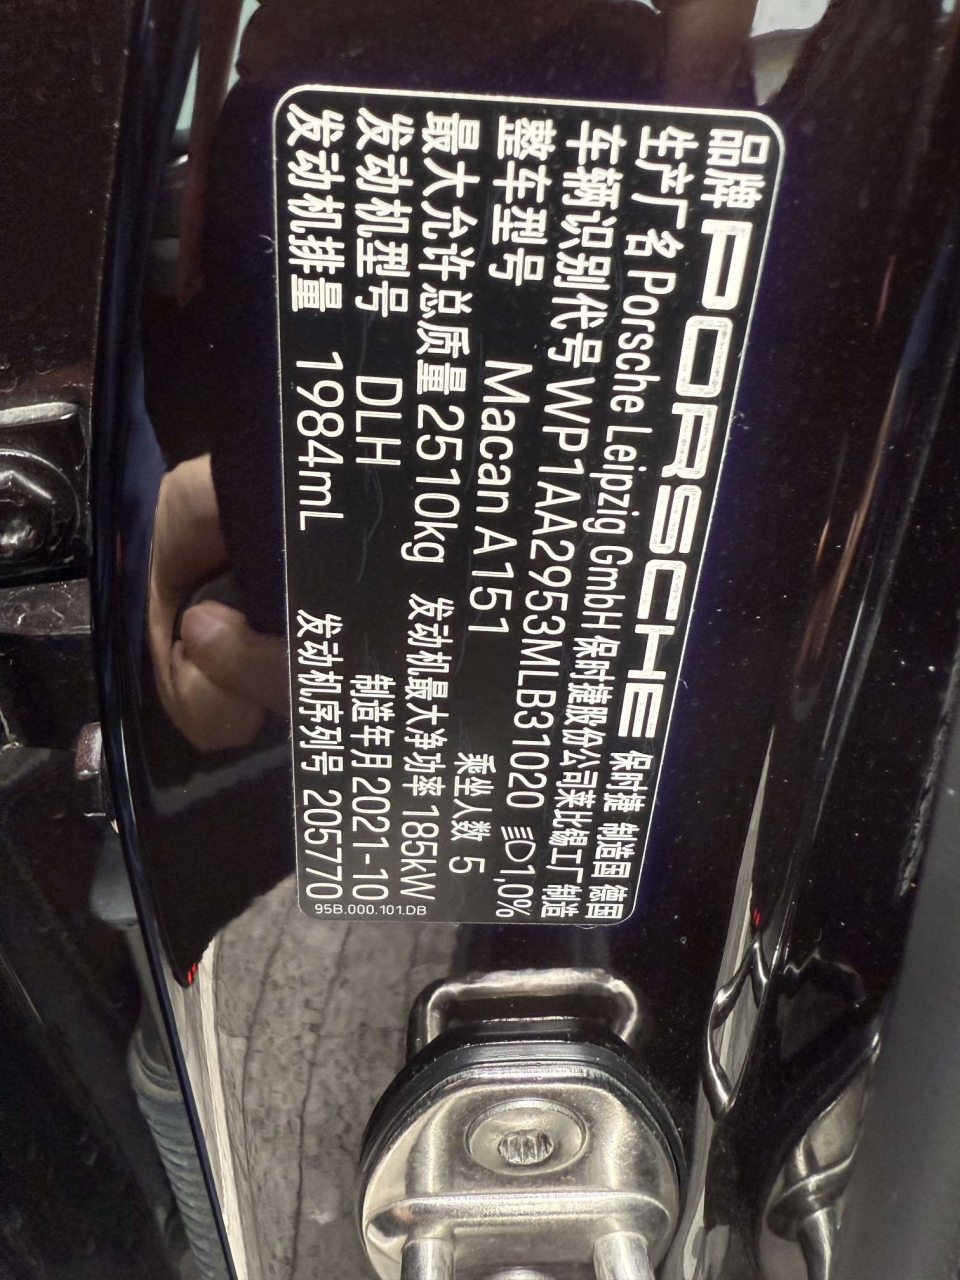 品牌 PORSCHE 保时捷 制造国 德国
生产厂名 Porsche Leipzig GmbH 保时捷股份公司莱比锡工厂制造
车辆识别代号 WP1AA2953MLB31020 1,0%
整车型号 Macan A151 乘坐人数 5
最大允许总质量 2510kg 发动机最大净功率 185kW
发动机型号 DLH 制造年月 2021-10
发动机排量 1984mL 发动机序列号 205770
95B.000.101.DB